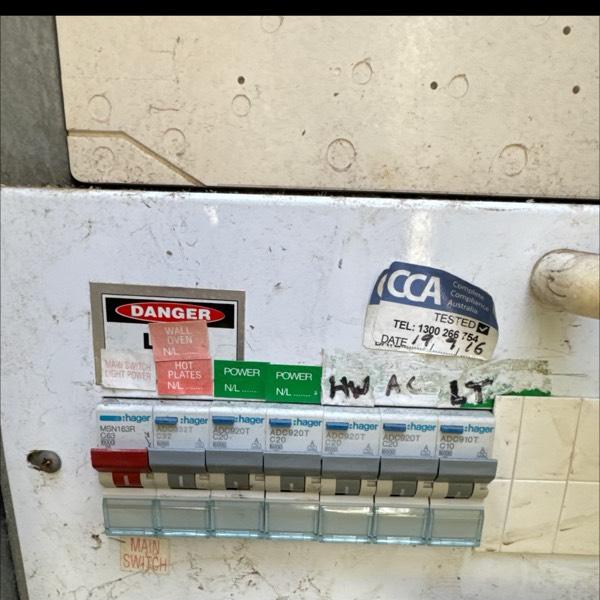 DANGER
WALL
OVEN
N/L
MAIN SWITCH
LIGHT POWER
HOT
PLATES
N/L.......
POWER
N/L.......
POWER
N/L.......
CCA
Complete
Compliance
Australia
TESTED
TEL: 1300 266 754
DATE 19.9.16
HW AC LT
:hager
MSN163R
C63
6000
:hager
C32
:hager
ADC920T
C20
:hager
ADC920T
C20
:hager
ADC920T
C20
:hager
ADC920T
C20
:hager
ADC910T
C10
MAIN
SWITCH